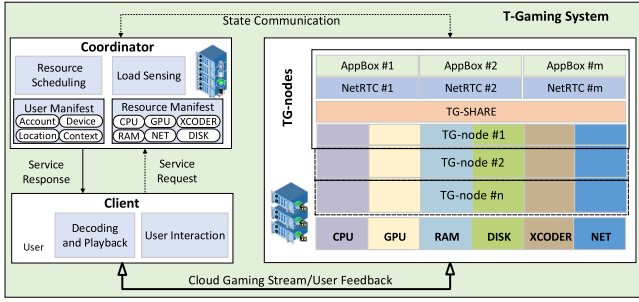 State Communication
T-Gaming System
Coordinator
Resource
Scheduling
Load Sensing
User Manifest
Account
Device
Location
Context
Resource Manifest
CPU
GPU
XCODER
RAM
NET
DISK
Service
Response
Service
Request
Client
User
Decoding
and Playback
User Interaction
TG-nodes
AppBox #1
AppBox #2
AppBox #m
NetRTC #1
NetRTC #2
NetRTC #m
TG-SHARE
TG-node #1
TG-node #2
TG-node #n
CPU
GPU
RAM
DISK
XCODER
NET
Cloud Gaming Stream/User Feedback